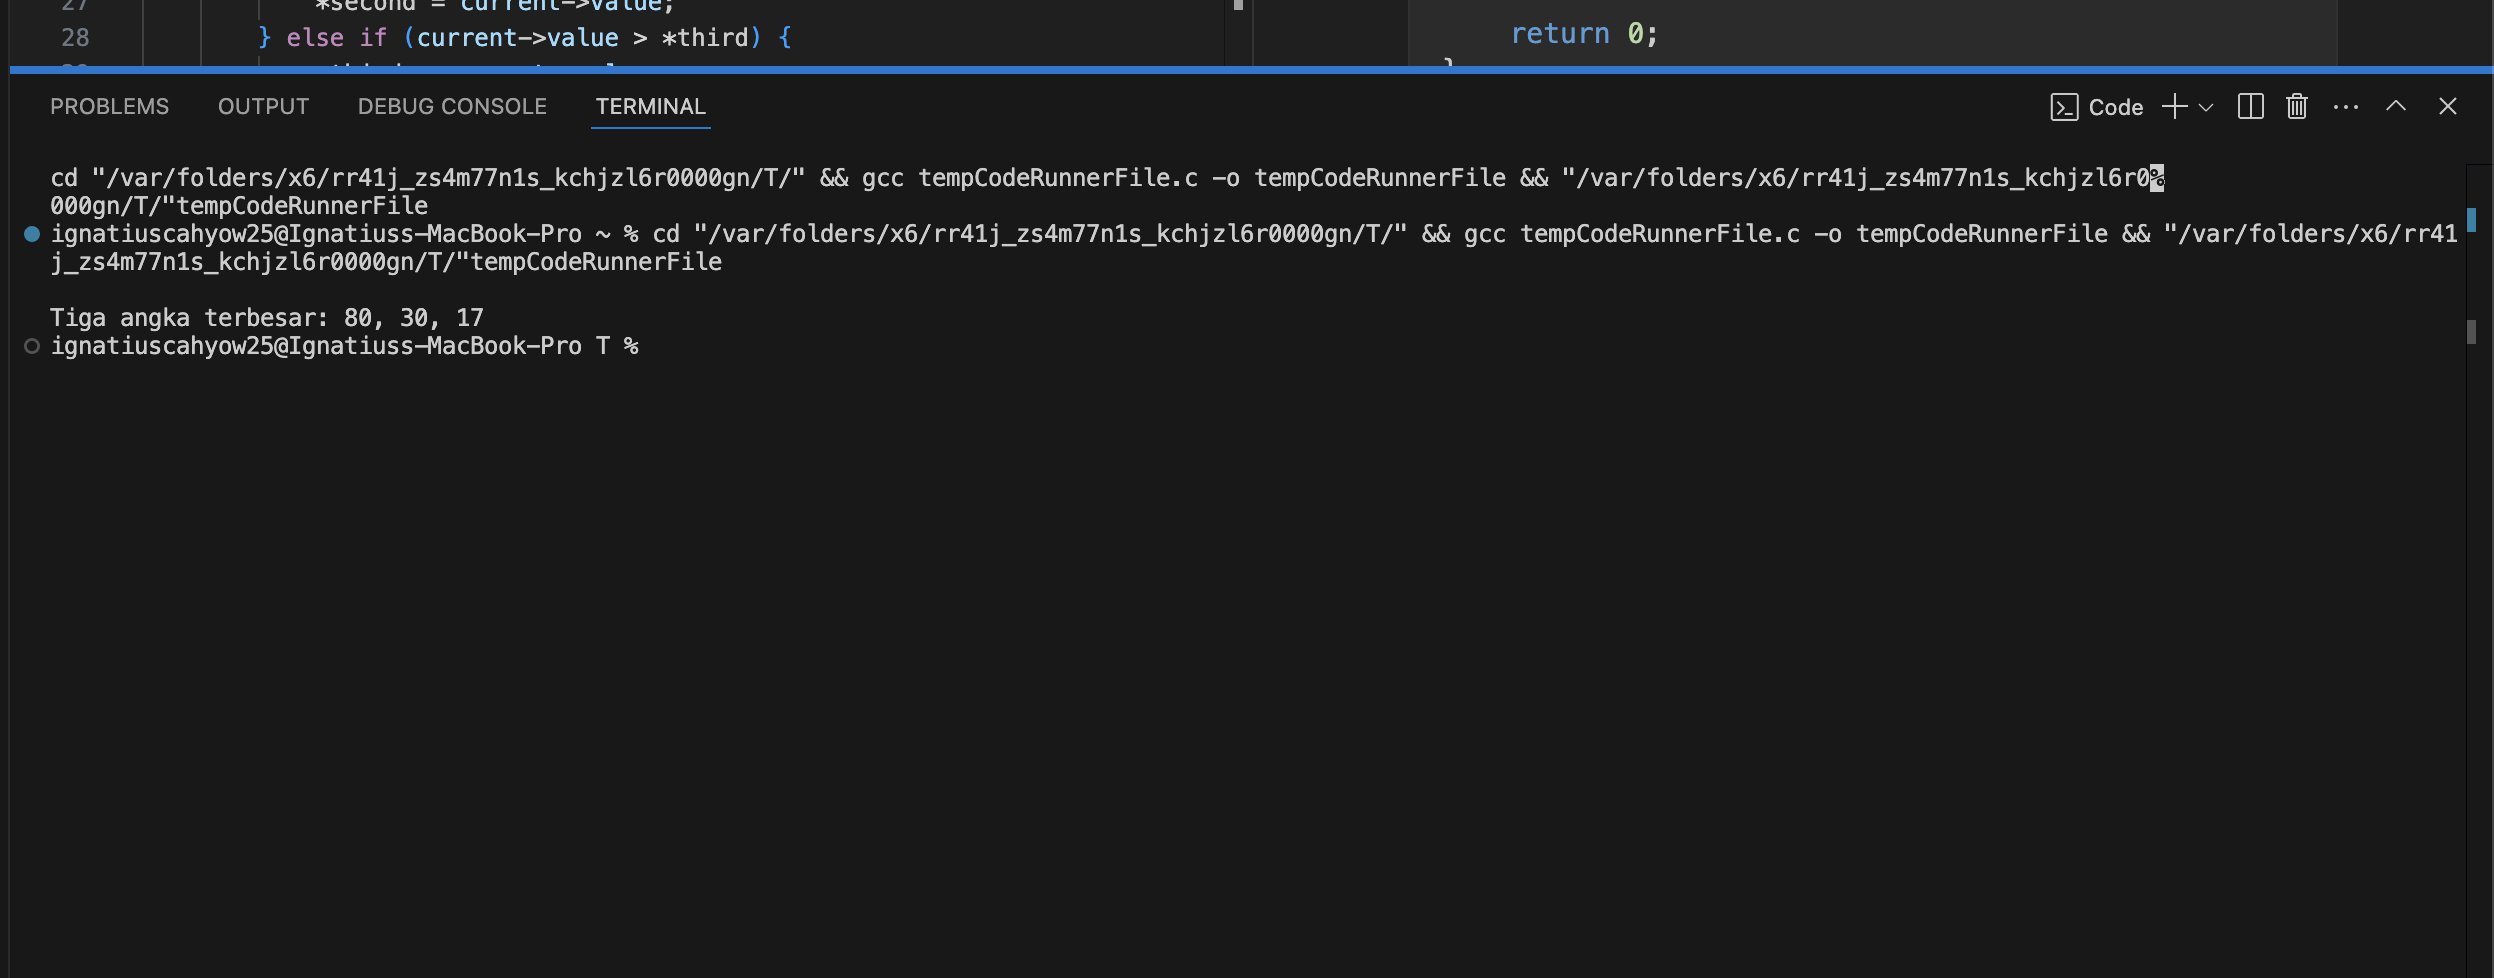 27 *second = current->value;
28 } else if (current->value > *third) {
return 0;
}
PROBLEMS OUTPUT DEBUG CONSOLE TERMINAL Code
cd "/var/folders/x6/rr41j_zs4m77n1s_kchjzl6r0000gn/T/" && gcc tempCodeRunnerFile.c -o tempCodeRunnerFile && "/var/folders/x6/rr41j_zs4m77n1s_kchjzl6r0%
000gn/T/"tempCodeRunnerFile
ignatiuscahyow25@Ignatiuss-MacBook-Pro ~ % cd "/var/folders/x6/rr41j_zs4m77n1s_kchjzl6r0000gn/T/" && gcc tempCodeRunnerFile.c -o tempCodeRunnerFile && "/var/folders/x6/rr41
j_zs4m77n1s_kchjzl6r0000gn/T/"tempCodeRunnerFile
Tiga angka terbesar: 80, 30, 17
ignatiuscahyow25@Ignatiuss-MacBook-Pro T %